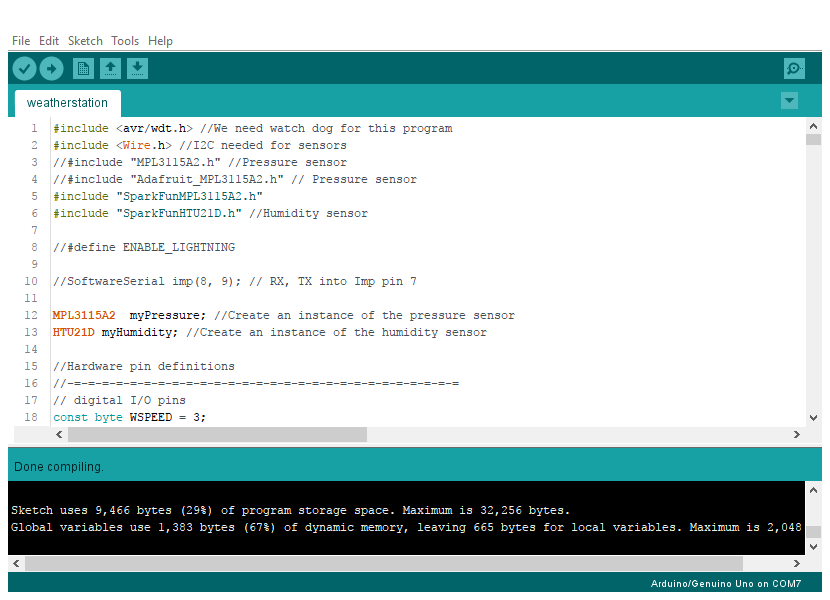 File Edit Sketch Tools Help
weatherstation
1 #include <avr/wdt.h> //We need watch dog for this program
2 #include <Wire.h> //I2C needed for sensors
3 //#include "MPL3115A2.h" //Pressure sensor
4 //#include "Adafruit_MPL3115A2.h" // Pressure sensor
5 #include "SparkFunMPL3115A2.h"
6 #include "SparkFunHTU21D.h" //Humidity sensor
7
8 //#define ENABLE_LIGHTNING
9
10 //SoftwareSerial imp(8, 9); // RX, TX into Imp pin 7
11
12 MPL3115A2  myPressure; //Create an instance of the pressure sensor
13 HTU21D myHumidity; //Create an instance of the humidity sensor
14
15 //Hardware pin definitions
16 //-=-=-=-=-=-=-=-=-=-=-=-=-=-=-=-=-=-=-=-=-=-=-=-=-=-=-=-=
17 // digital I/O pins
18 const byte WSPEED = 3;
Done compiling.
Sketch uses 9,466 bytes (29%) of program storage space. Maximum is 32,256 bytes.
Global variables use 1,383 bytes (67%) of dynamic memory, leaving 665 bytes for local variables. Maximum is 2,048
Arduino/Genuino Uno on COM7